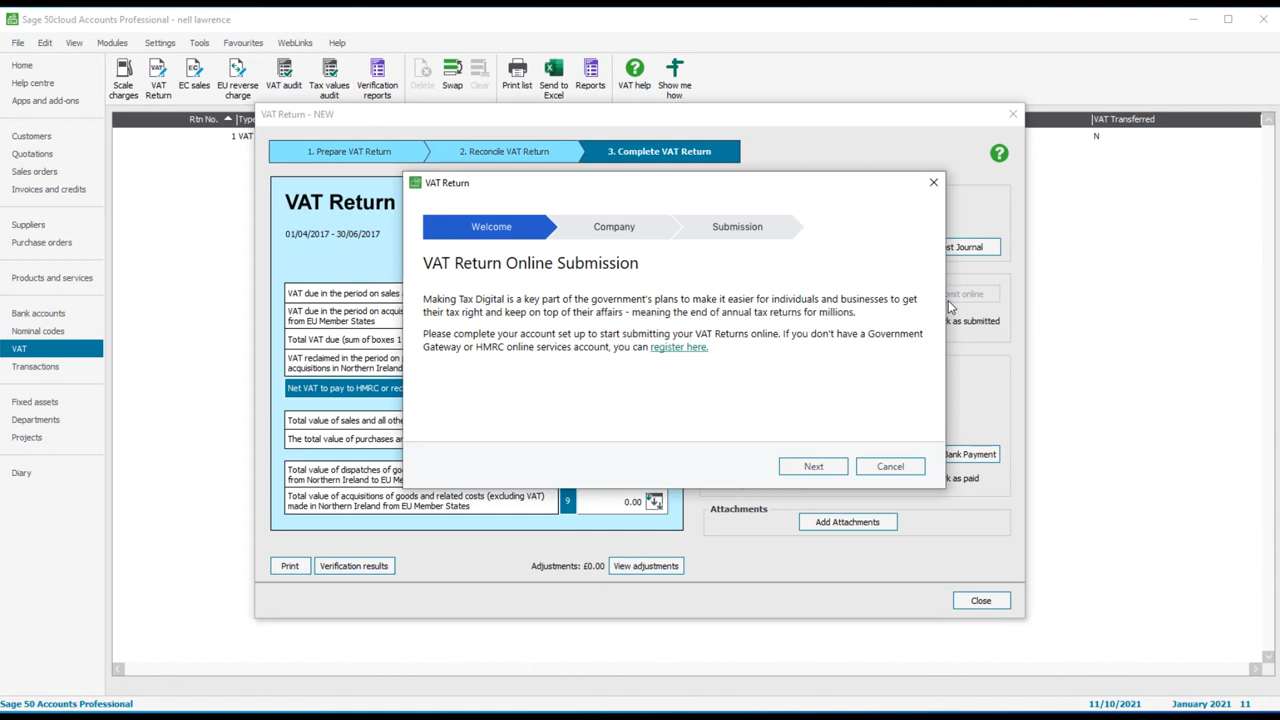 Sage 50cloud Accounts Professional - nell lawrence
File Edit View Modules Settings Tools Favourites WebLinks Help
Home
Help centre
Apps and add-ons
Customers
Quotations
Sales orders
Invoices and credits
Suppliers
Purchase orders
Products and services
Bank accounts
Nominal codes
VAT
Transactions
Fixed assets
Departments
Projects
Diary
Scale charges
VAT Return
EC sales
EU reverse charge
VAT audit
Tax values audit
Verification reports
Delete
Swap
Clear
Print list
Send to Excel
Reports
VAT help
Show me how
Rtn No. Type VAT Transferred
1 VAT N
VAT Return - NEW
1. Prepare VAT Return 2. Reconcile VAT Return 3. Complete VAT Return
VAT Return
01/04/2017 - 30/06/2017
VAT due in the period on sales
VAT due in the period on acquis
from EU Member States
Total VAT due (sum of boxes 1
VAT reclaimed in the period on
acquisitions in Northern Ireland
Net VAT to pay to HMRC or rec
Total value of sales and all othe
The total value of purchases an
Total value of dispatches of go
from Northern Ireland to EU Me
Total value of acquisitions of goods and related costs (excluding VAT)
made in Northern Ireland from EU Member States
9 0.00
st Journal
mit online
k as submitted
Bank Payment
k as paid
Attachments
Add Attachments
Print Verification results Adjustments: £0.00 View adjustments
Close
VAT Return
Welcome Company Submission
VAT Return Online Submission
Making Tax Digital is a key part of the government's plans to make it easier for individuals and businesses to get
their tax right and keep on top of their affairs - meaning the end of annual tax returns for millions.
Please complete your account set up to start submitting your VAT Returns online. If you don't have a Government
Gateway or HMRC online services account, you can register here.
Next Cancel
Sage 50 Accounts Professional 11/10/2021 January 2021 11